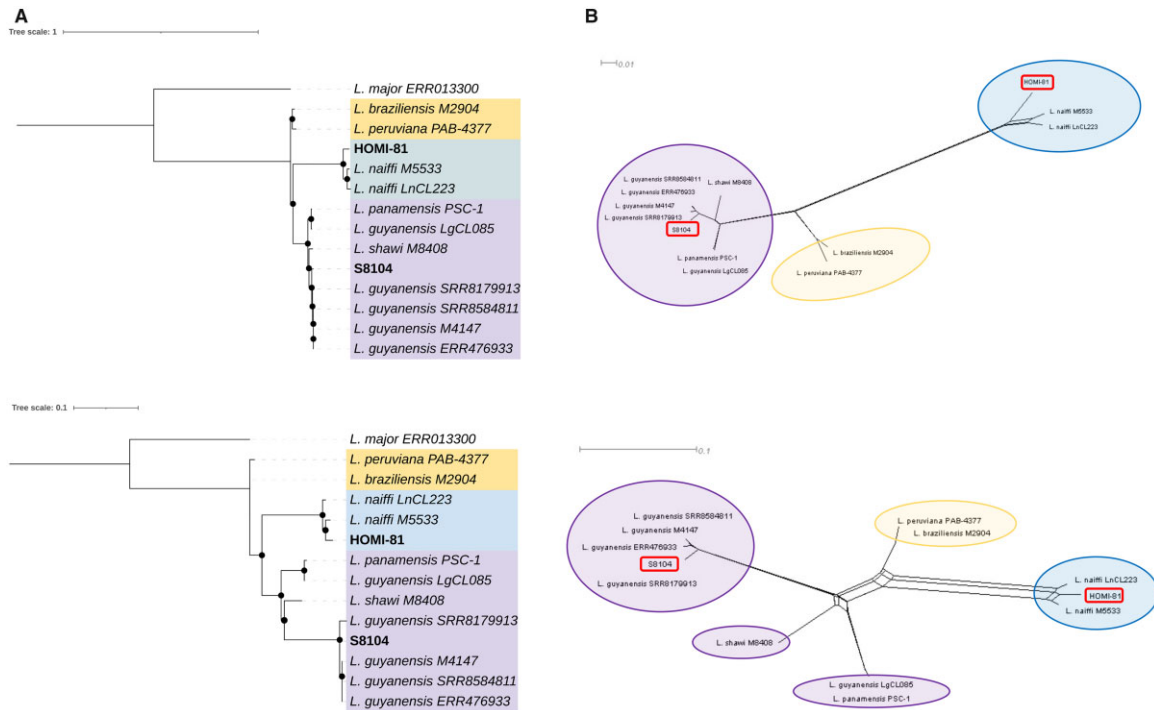 A
Tree scale: 1
L. major ERR013300
L. braziliensis M2904
L. peruviana PAB-4377
HOMI-81
L. naiffi M5533
L. naiffi LnCL223
L. panamensis PSC-1
L. guyanensis LgCL085
L. shawi M8408
S8104
L. guyanensis SRR8179913
L. guyanensis SRR8584811
L. guyanensis M4147
L. guyanensis ERR476933
Tree scale: 0.1
L. major ERR013300
L. peruviana PAB-4377
L. braziliensis M2904
L. naiffi LnCL223
L. naiffi M5533
HOMI-81
L. panamensis PSC-1
L. guyanensis LgCL085
L. shawi M8408
L. guyanensis SRR8179913
S8104
L. guyanensis M4147
L. guyanensis SRR8584811
L. guyanensis ERR476933
B
0.01
HOMI-81
L. naiffi M5533
L. naiffi LnCL223
L. guyanensis SRR8584811
L. shawi M8408
L. guyanensis ERR476933
L. guyanensis M4147
L. guyanensis SRR8179913
S8104
L. panamensis PSC-1
L. guyanensis LgCL085
L. braziliensis M2904
L. peruviana PAB-4377
0.1
L. guyanensis SRR8584811
L. guyanensis M4147
L. guyanensis ERR476933
S8104
L. guyanensis SRR8179913
L. peruviana PAB-4377
L. braziliensis M2904
L. naiffi LnCL223
HOMI-81
L. naiffi M5533
L. shawi M8408
L. guyanensis LgCL085
L. panamensis PSC-1